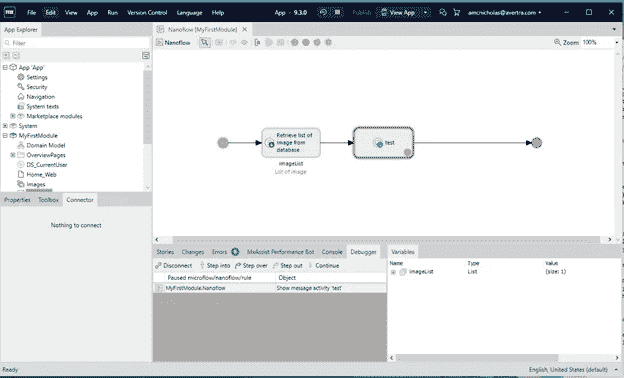 File Edit View App Run Version Control Language Help App - 9.3.0 Publish View App amcnicholas@avertra.com
App Explorer
Nanoflow [MyFirstModule]
Filter
Nanoflow
Zoom 100%
App 'App'
Settings
Security
Navigation
System texts
Marketplace modules
System
MyFirstModule
Domain Model
OverviewPages
DS_CurrentUser
Home_Web
Images
Retrieve list of
image from
database
imageList
List of image
test
Properties Toolbox Connector
Nothing to connect
Stories Changes Errors MxAssist Performance Bot Console Debugger
Disconnect Step into Step over Step out Continue
Paused microflow/nanoflow/rule Object
MyFirstModule.Nanoflow Show message activity 'test'
Variables
Name Type Value
imageList List (size: 1)
Ready
English, United States (default)